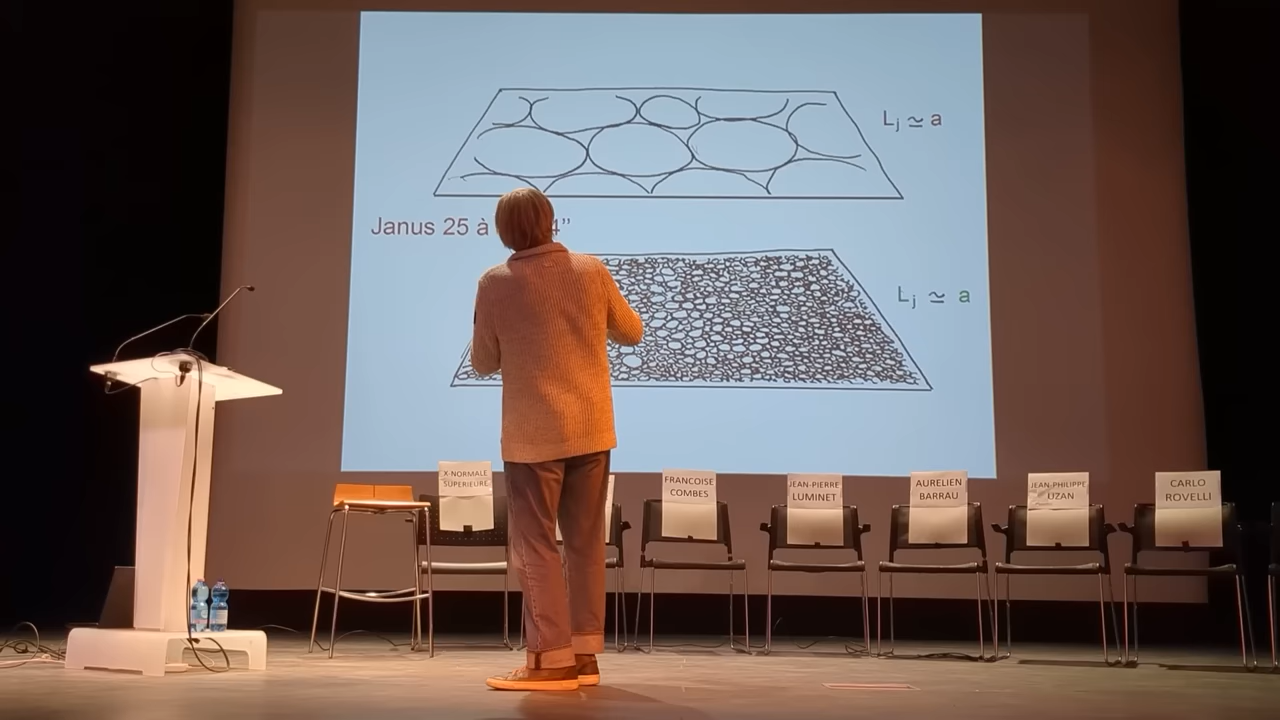 Lj ≃ a
Janus 25 à 4”
Lj ≃ a
X-NORMALE
SUPERIEURE
FRANCOISE
COMBES
JEAN-PIERRE
LUMINET
AURELIEN
BARRAU
JEAN-PHILIPPE
UZAN
CARLO
ROVELLI